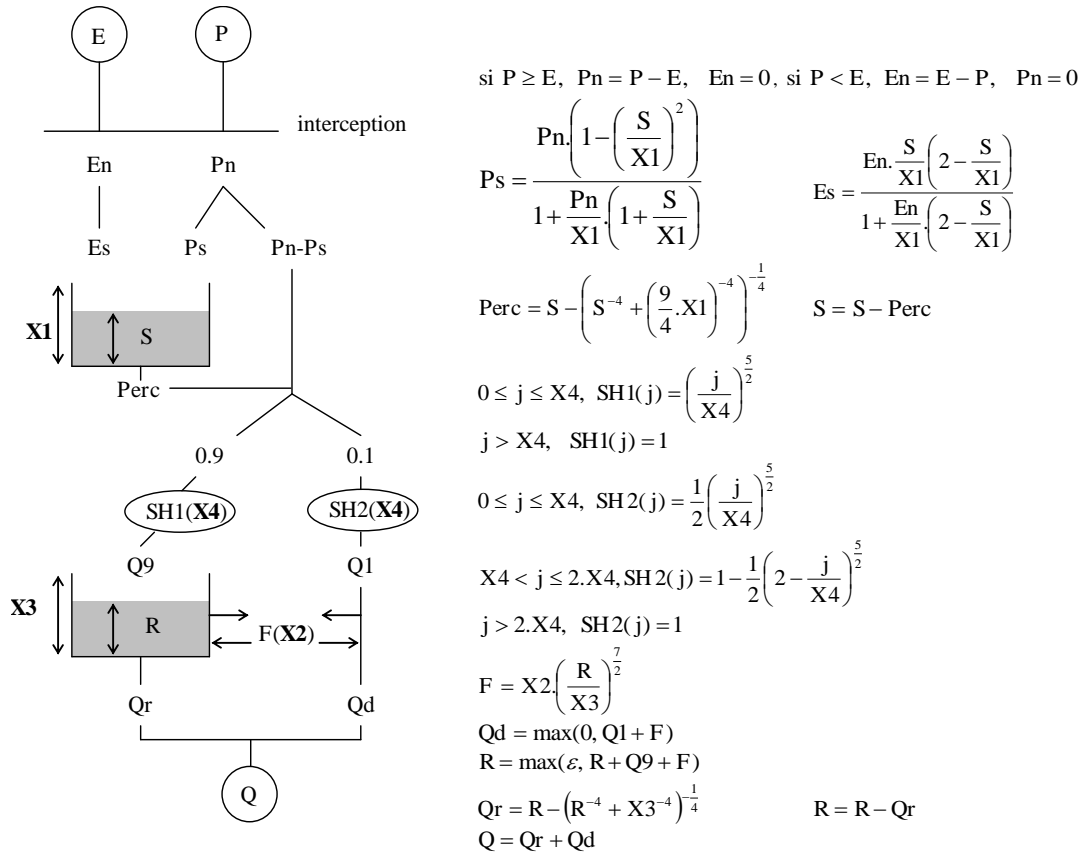 E
P
interception
En
Pn
Es
Ps
Pn-Ps
X1
S
Perc
0.9
0.1
SH1(X4)
SH2(X4)
Q9
Q1
X3
R
F(X2)
Qr
Qd
Q
si P ≥ E, Pn = P − E, En = 0, si P < E, En = E − P, Pn = 0
Ps = Pn.(1 − (S/X1)²) / (1 + Pn/X1.(1 + S/X1))
Es = En.S/X1(2 − S/X1) / (1 + En/X1.(2 − S/X1))
Perc = S − (S⁻⁴ + (9/4.X1)⁻⁴)^(−1/4)
S = S − Perc
0 ≤ j ≤ X4, SH1(j) = (j/X4)^(5/2)
j > X4, SH1(j) = 1
0 ≤ j ≤ X4, SH2(j) = 1/2(j/X4)^(5/2)
X4 < j ≤ 2.X4, SH2(j) = 1 − 1/2(2 − j/X4)^(5/2)
j > 2.X4, SH2(j) = 1
F = X2.(R/X3)^(7/2)
Qd = max(0, Q1 + F)
R = max(ε, R + Q9 + F)
Qr = R − (R⁻⁴ + X3⁻⁴)^(−1/4)
R = R − Qr
Q = Qr + Qd